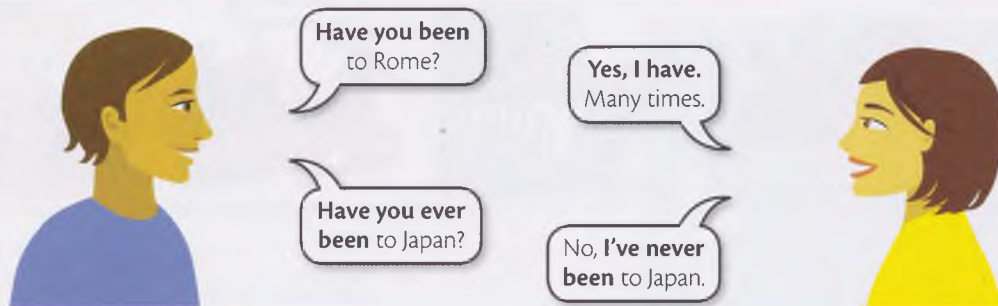 Have you been
to Rome?
Yes, I have.
Many times.
Have you ever
been to Japan?
No, I've never
been to Japan.